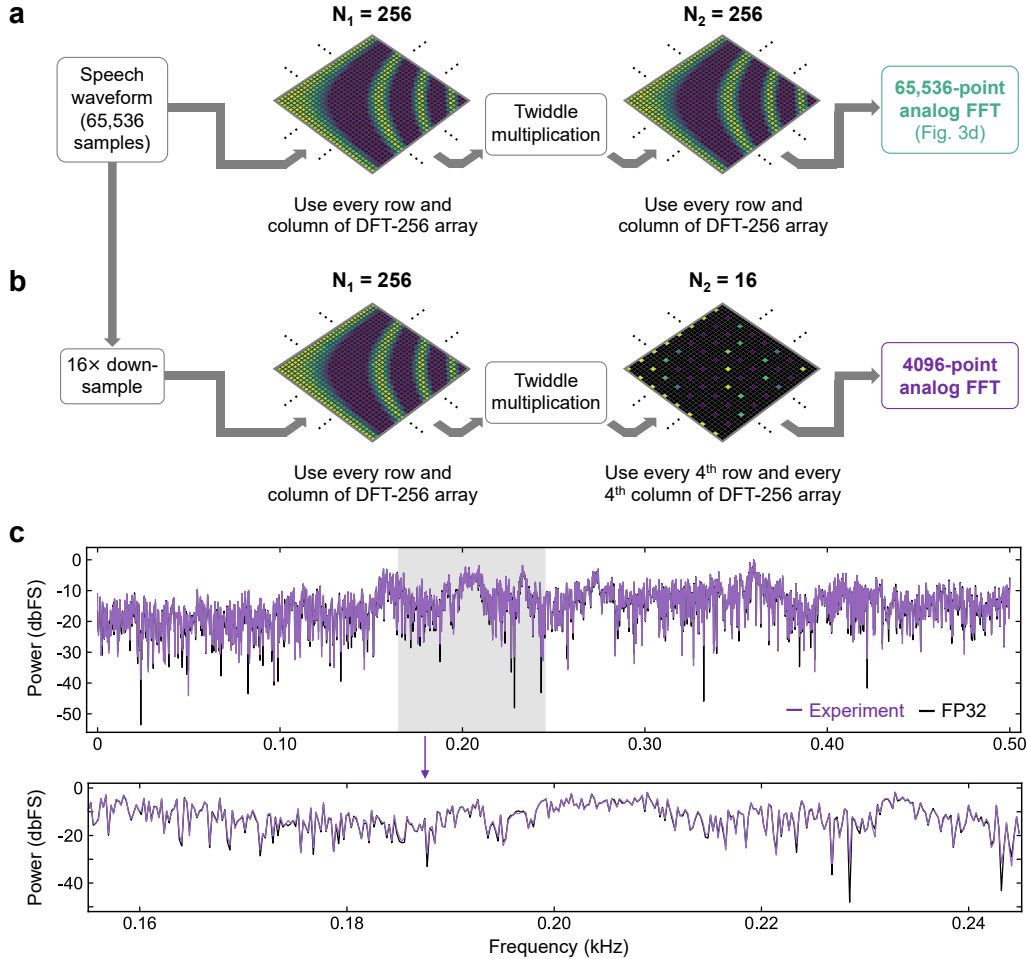 a
N₁ = 256
N₂ = 256
Speech
waveform
(65,536
samples)
Twiddle
multiplication
65,536-point
analog FFT
(Fig. 3d)
Use every row and
column of DFT-256 array
Use every row and
column of DFT-256 array
b
N₁ = 256
N₂ = 16
16× down-
sample
Twiddle
multiplication
4096-point
analog FFT
Use every row and
column of DFT-256 array
Use every 4ᵗʰ row and every
4ᵗʰ column of DFT-256 array
c
Power (dbFS)
0
-10
-20
-30
-40
-50
Experiment
FP32
0
0.10
0.20
0.30
0.40
0.50
Power (dbFS)
0
-20
-40
0.16
0.18
0.20
0.22
0.24
Frequency (kHz)